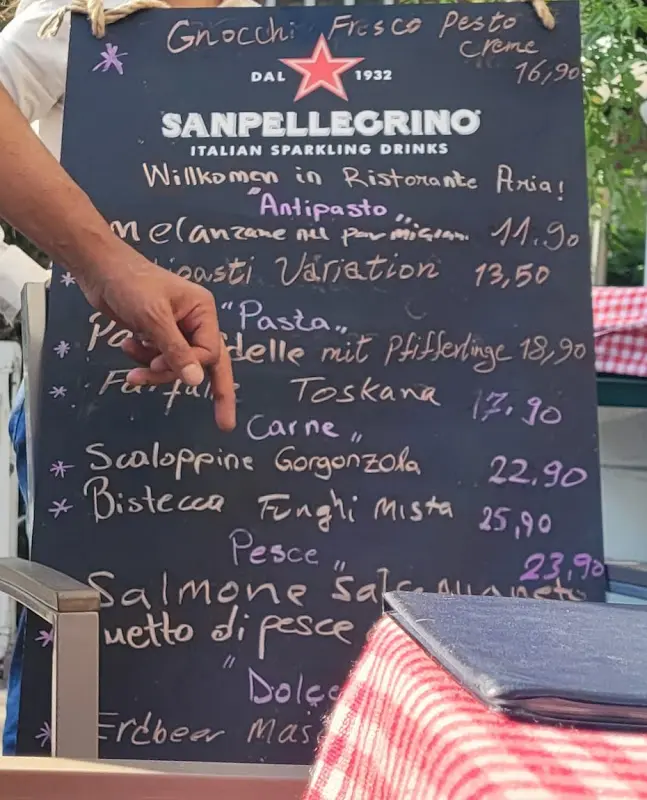 Gnocchi Fresco Pesto
Creme
16,90
DAL 1932
SANPELLEGRINO
ITALIAN SPARKLING DRINKS
Willkomen in Ristorante Aria!
"Antipasto"
Melanzane 11.90
Variation 13,50
"Pasta"
delle mit Pfifferlinge 18,90
Toskana 17.90
Carne"
Scaloppine Gorgonzola 22.90
Bistecca Funghi Mista 25,90
Pesce"
23,90
Salmone
di pesce
"Dolce
Erdbeer